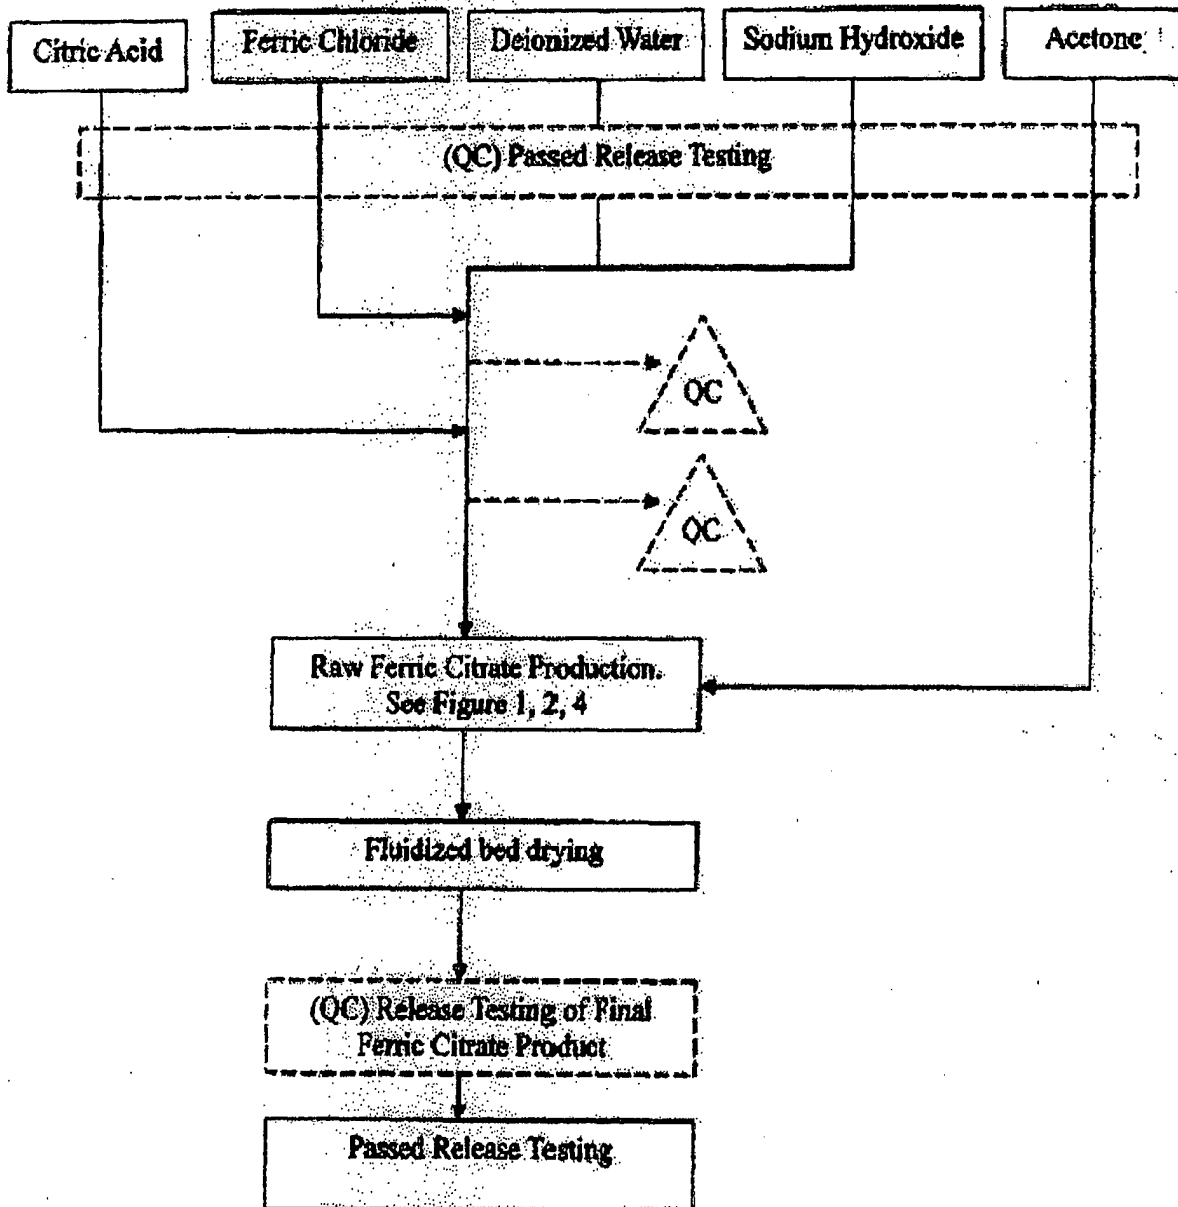 Citric Acid
Ferric Chloride
Deionized Water
Sodium Hydroxide
Acetone
(QC) Passed Release Testing
QC
QC
Raw Ferric Citrate Production.
See Figure 1, 2, 4
Fluidized bed drying
(QC) Release Testing of Final
Ferric Citrate Product
Passed Release Testing